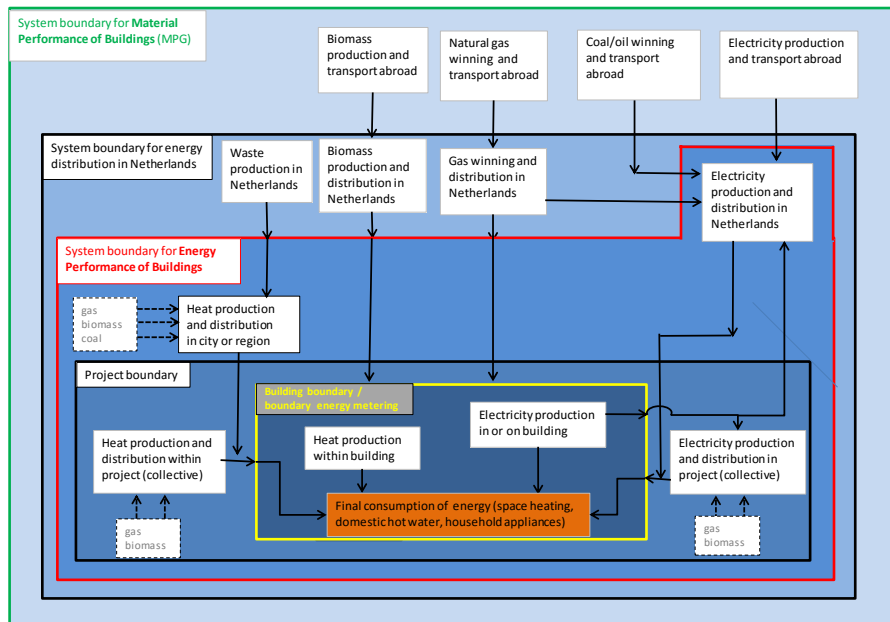 System boundary for Material
Performance of Buildings (MPG)
Biomass
production and
transport abroad
Natural gas
winning and
transport abroad
Coal/oil winning
and transport
abroad
Electricity production
and transport abroad
System boundary for energy
distribution in Netherlands
Waste
production in
Netherlands
Biomass
production and
distribution in
Netherlands
Gas winning and
distribution in
Netherlands
Electricity
production and
distribution in
Netherlands
System boundary for Energy
Performance of Buildings
gas
biomass
coal
Heat production
and distribution
in city or region
Project boundary
Building boundary /
boundary energy metering
Electricity production
in or on building
Heat production and
distribution within
project (collective)
Heat production
within building
Electricity production
and distribution in
project (collective)
Final consumption of energy (space heating,
domestic hot water, household appliances)
gas
biomass
gas
biomass